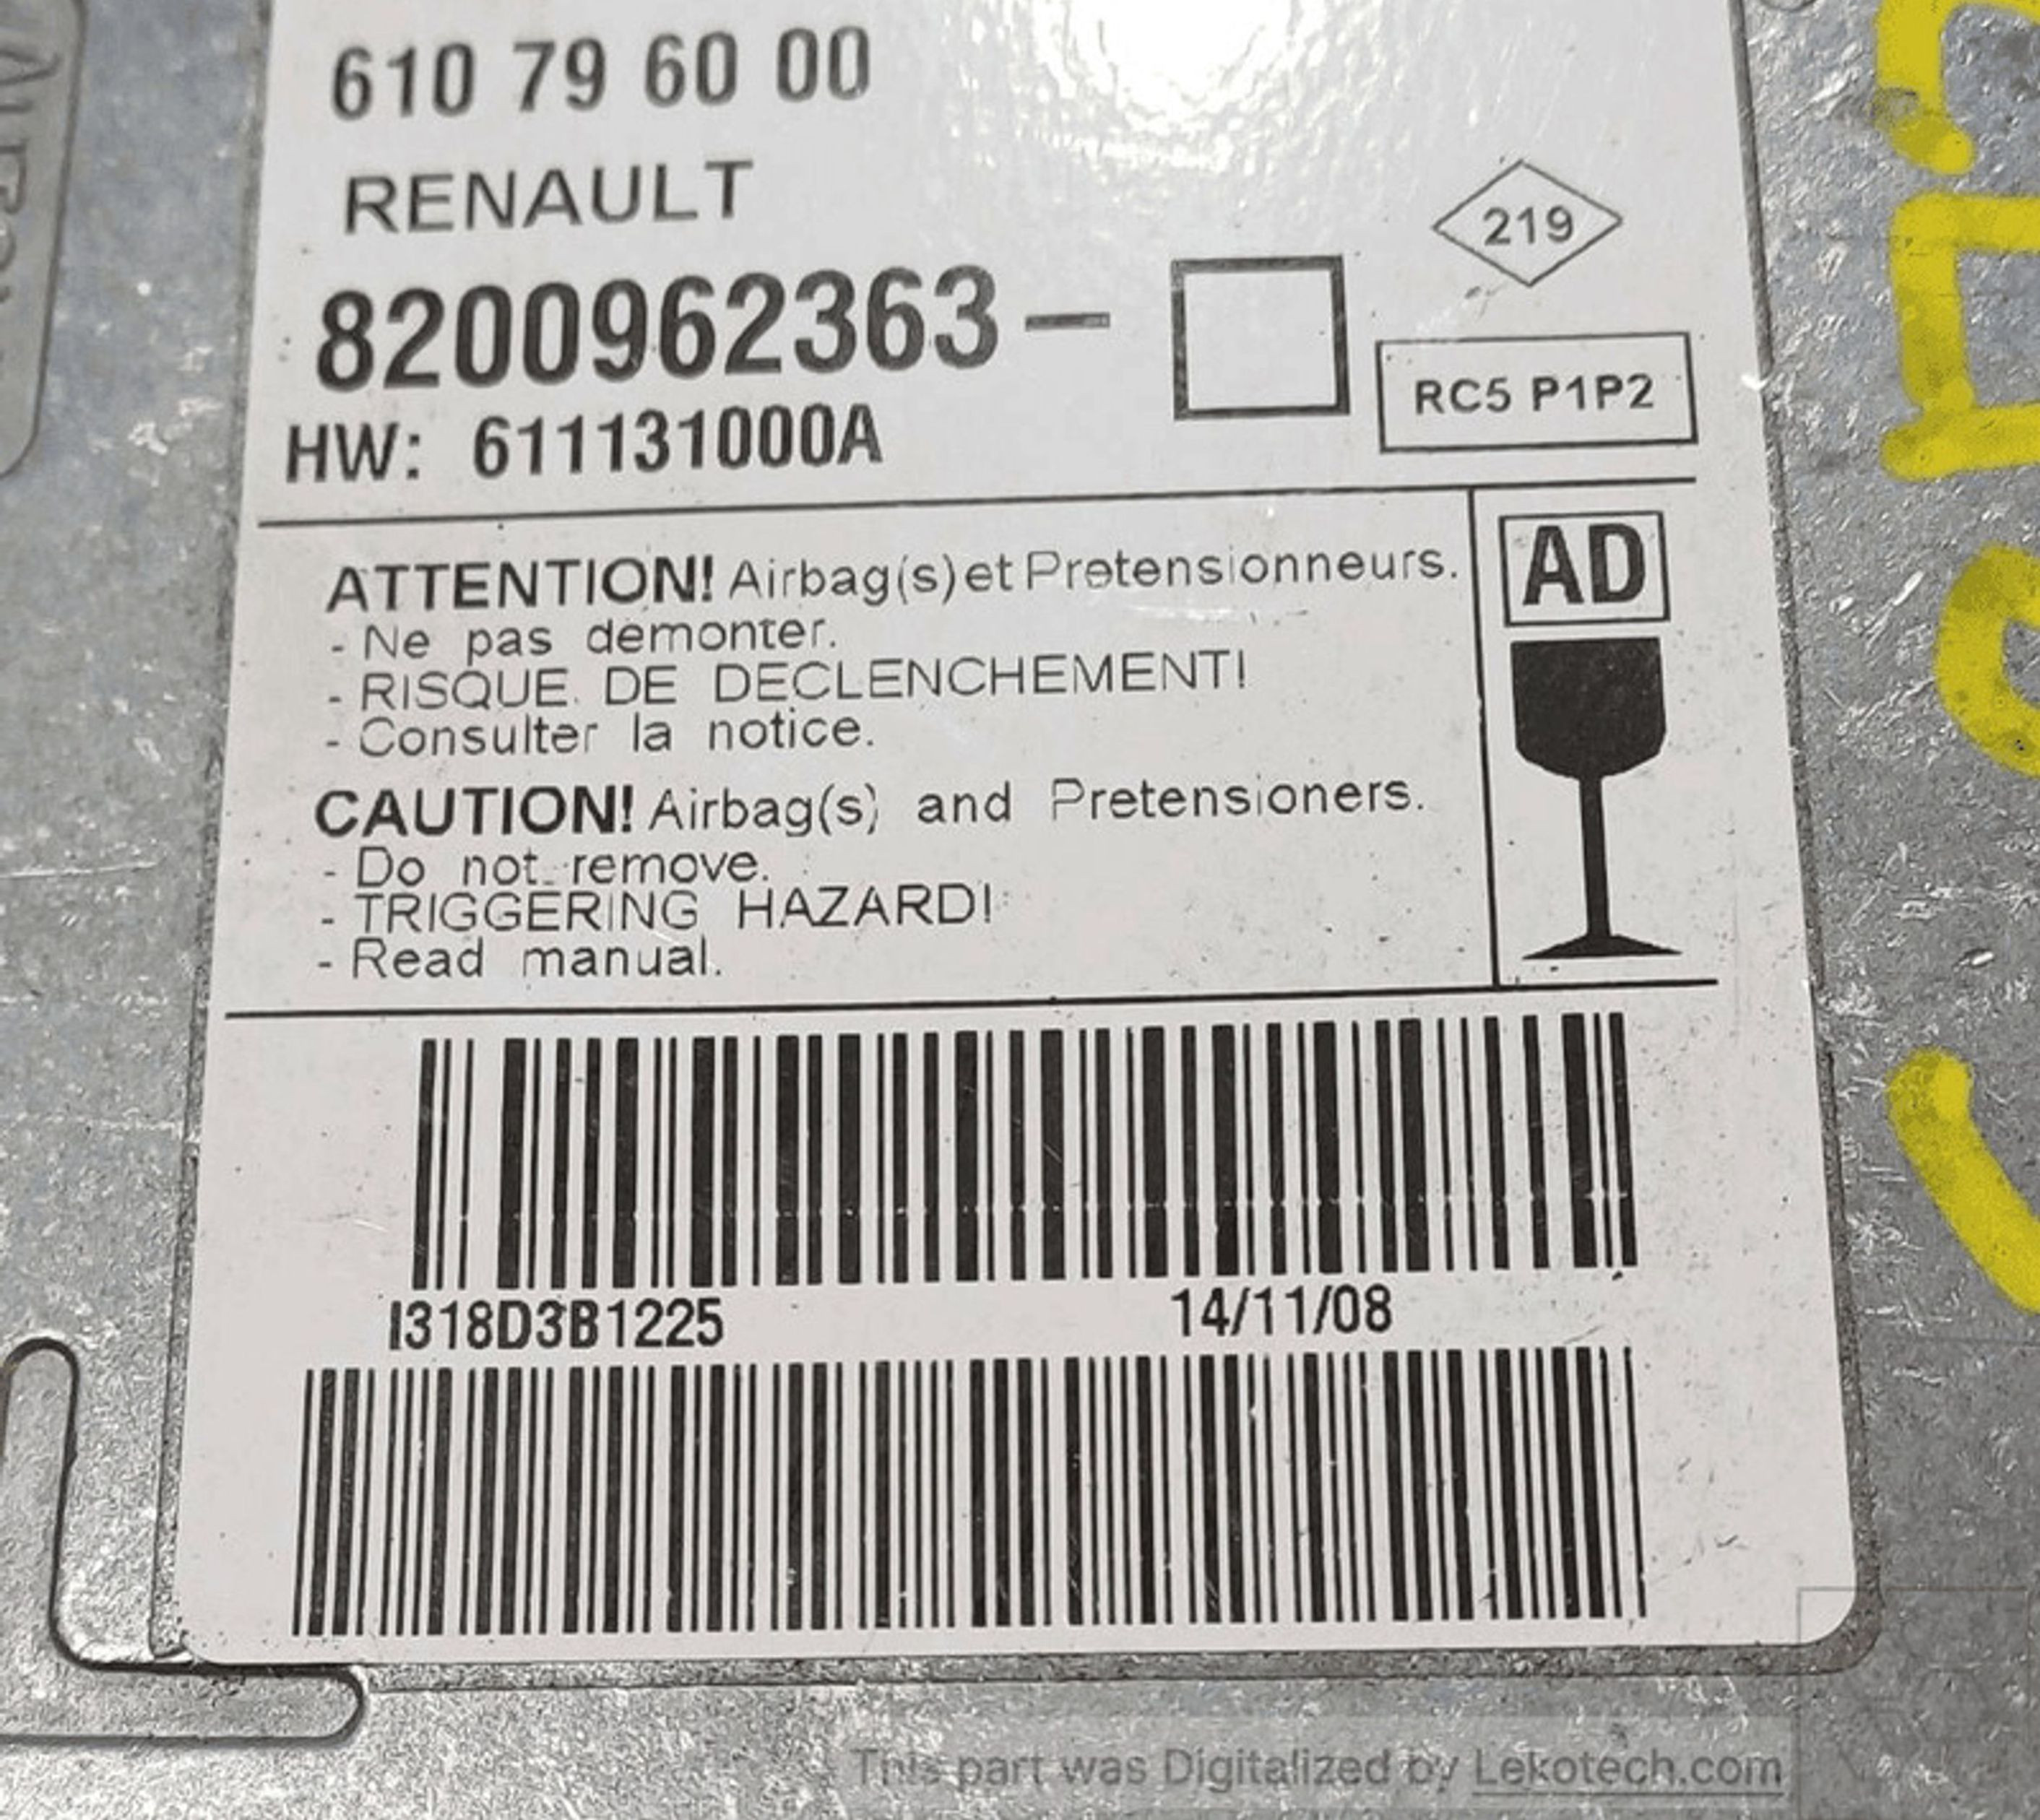 610 79 60 00
RENAULT
219
8200962363-
RC5 P1P2
HW: 611131000A
ATTENTION! Airbag(s) et Pretensionneurs.
- Ne pas demonter.
- RISQUE DE DECLENCHEMENT!
- Consulter la notice.
AD
CAUTION! Airbag(s) and Pretensioners.
- Do not remove.
- TRIGGERING HAZARD!
- Read manual.
I318D3B1225 14/11/08
This part was Digitalized by Lekotech.com